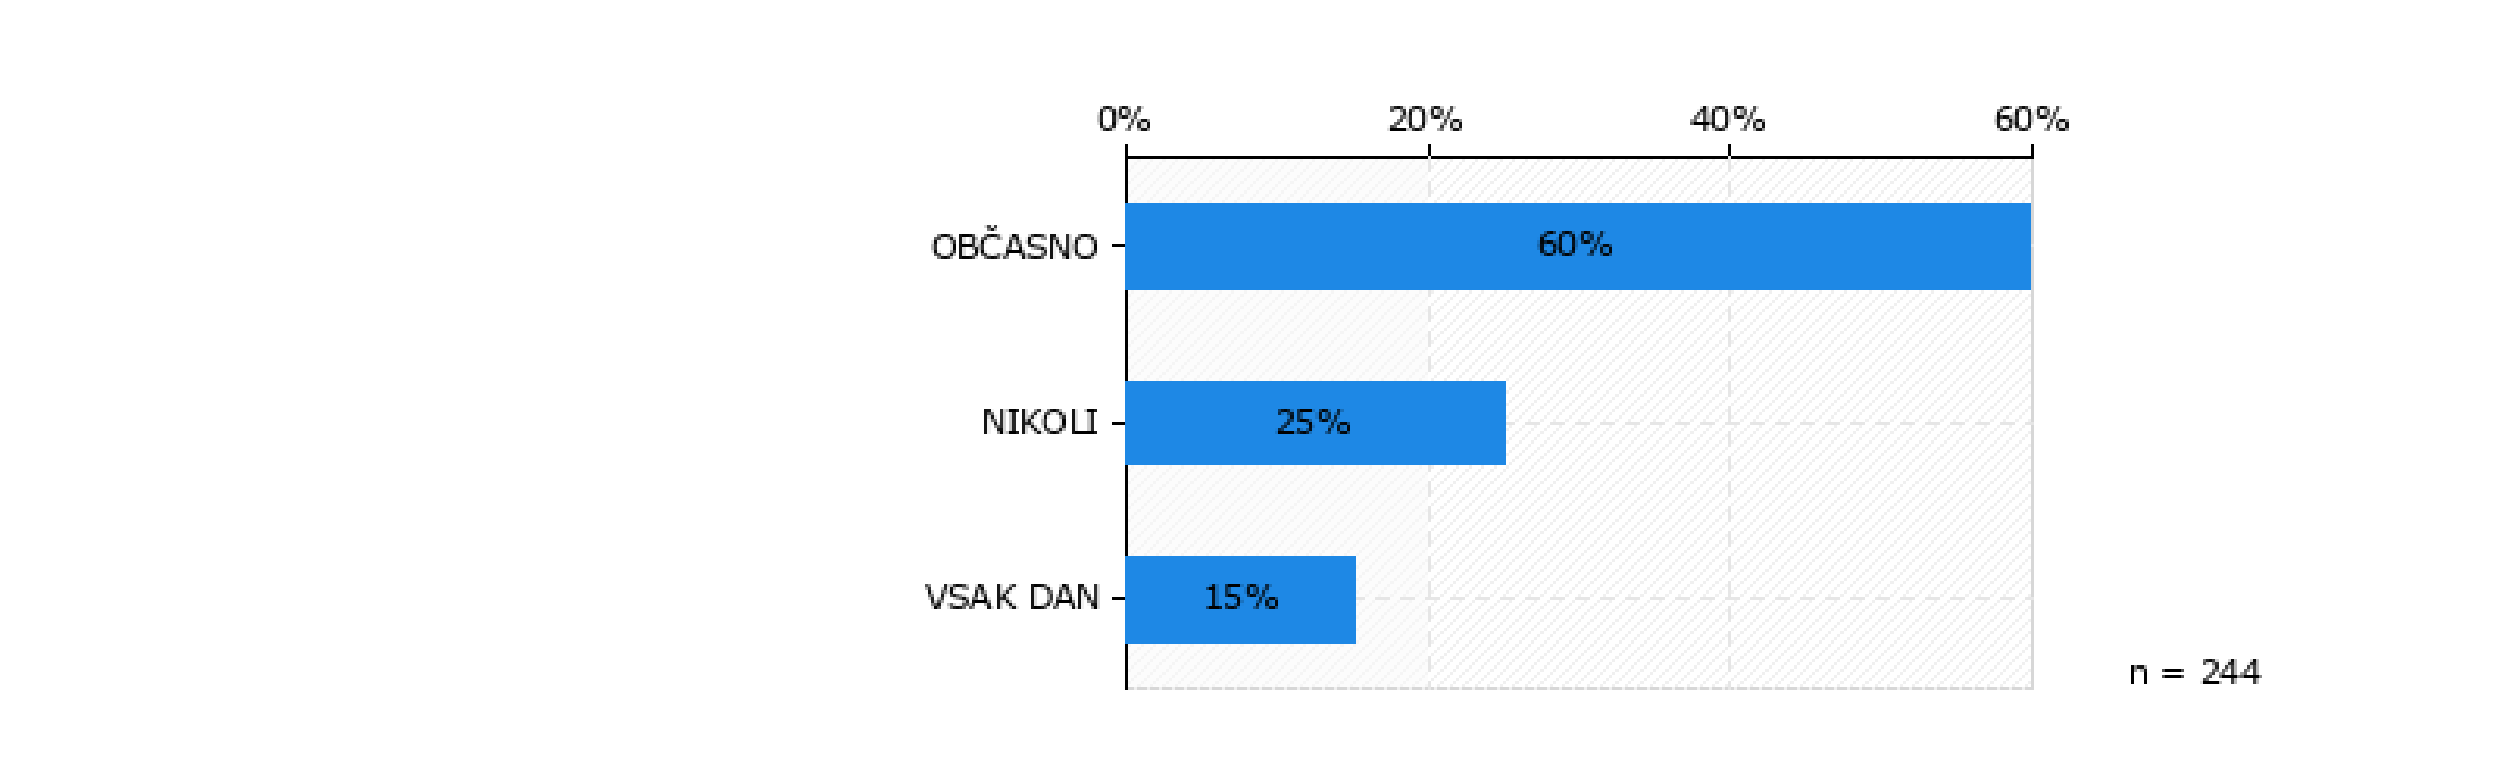 0% 20% 40% 60%
OBČASNO 60%
NIKOLI 25%
VSAK DAN 15%
n = 244